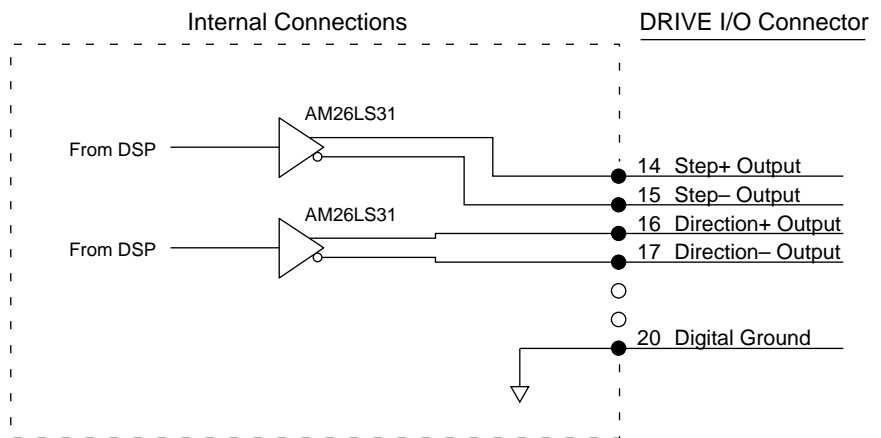 Internal Connections
DRIVE I/O Connector
AM26LS31
From DSP
14 Step+ Output
15 Step– Output
AM26LS31
16 Direction+ Output
From DSP
17 Direction– Output
20 Digital Ground